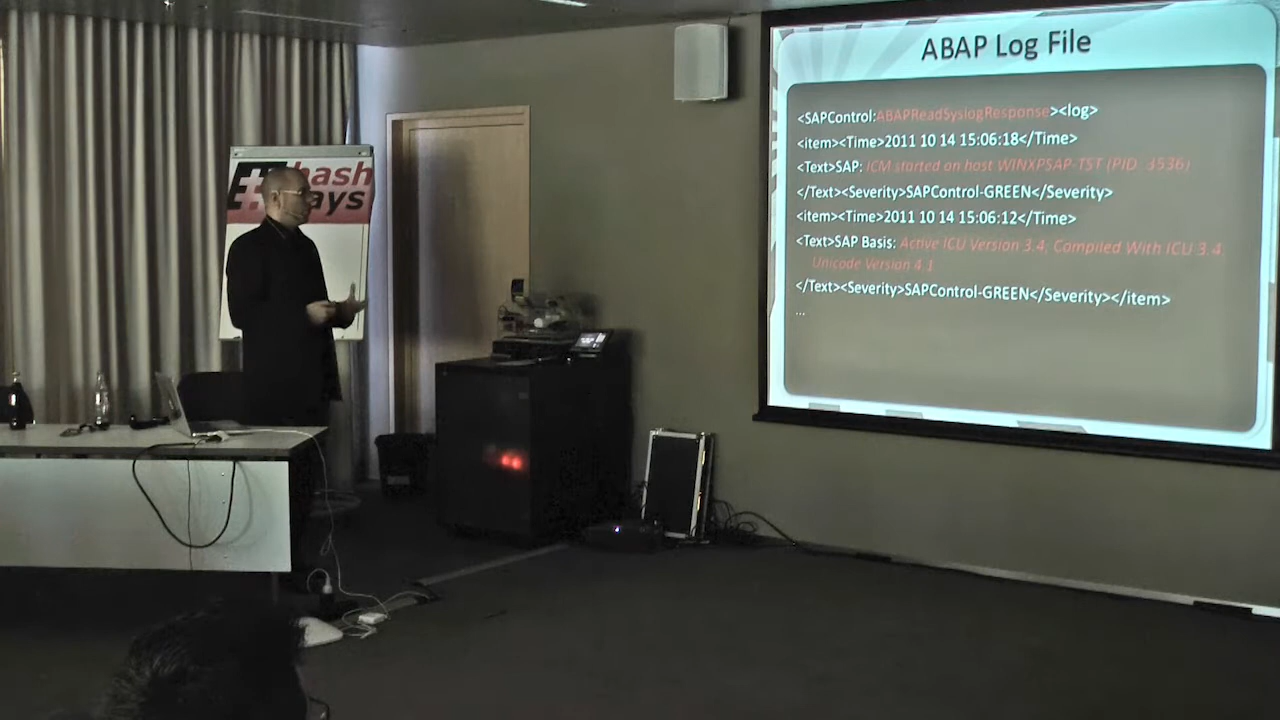 ABAP Log File
<SAPControl:ABAPReadSyslogResponse><log>
<item><Time>2011 10 14 15:06:18</Time>
<Text>SAP: ICM started on host WINXPSAP-TST (PID: 3536)
</Text><Severity>SAPControl-GREEN</Severity>
<item><Time>2011 10 14 15:06:12</Time>
<Text>SAP Basis: Active ICU Version 3.4; Compiled With ICU 3.4
Unicode Version 4.1
</Text><Severity>SAPControl-GREEN</Severity></item>
...
hash
days